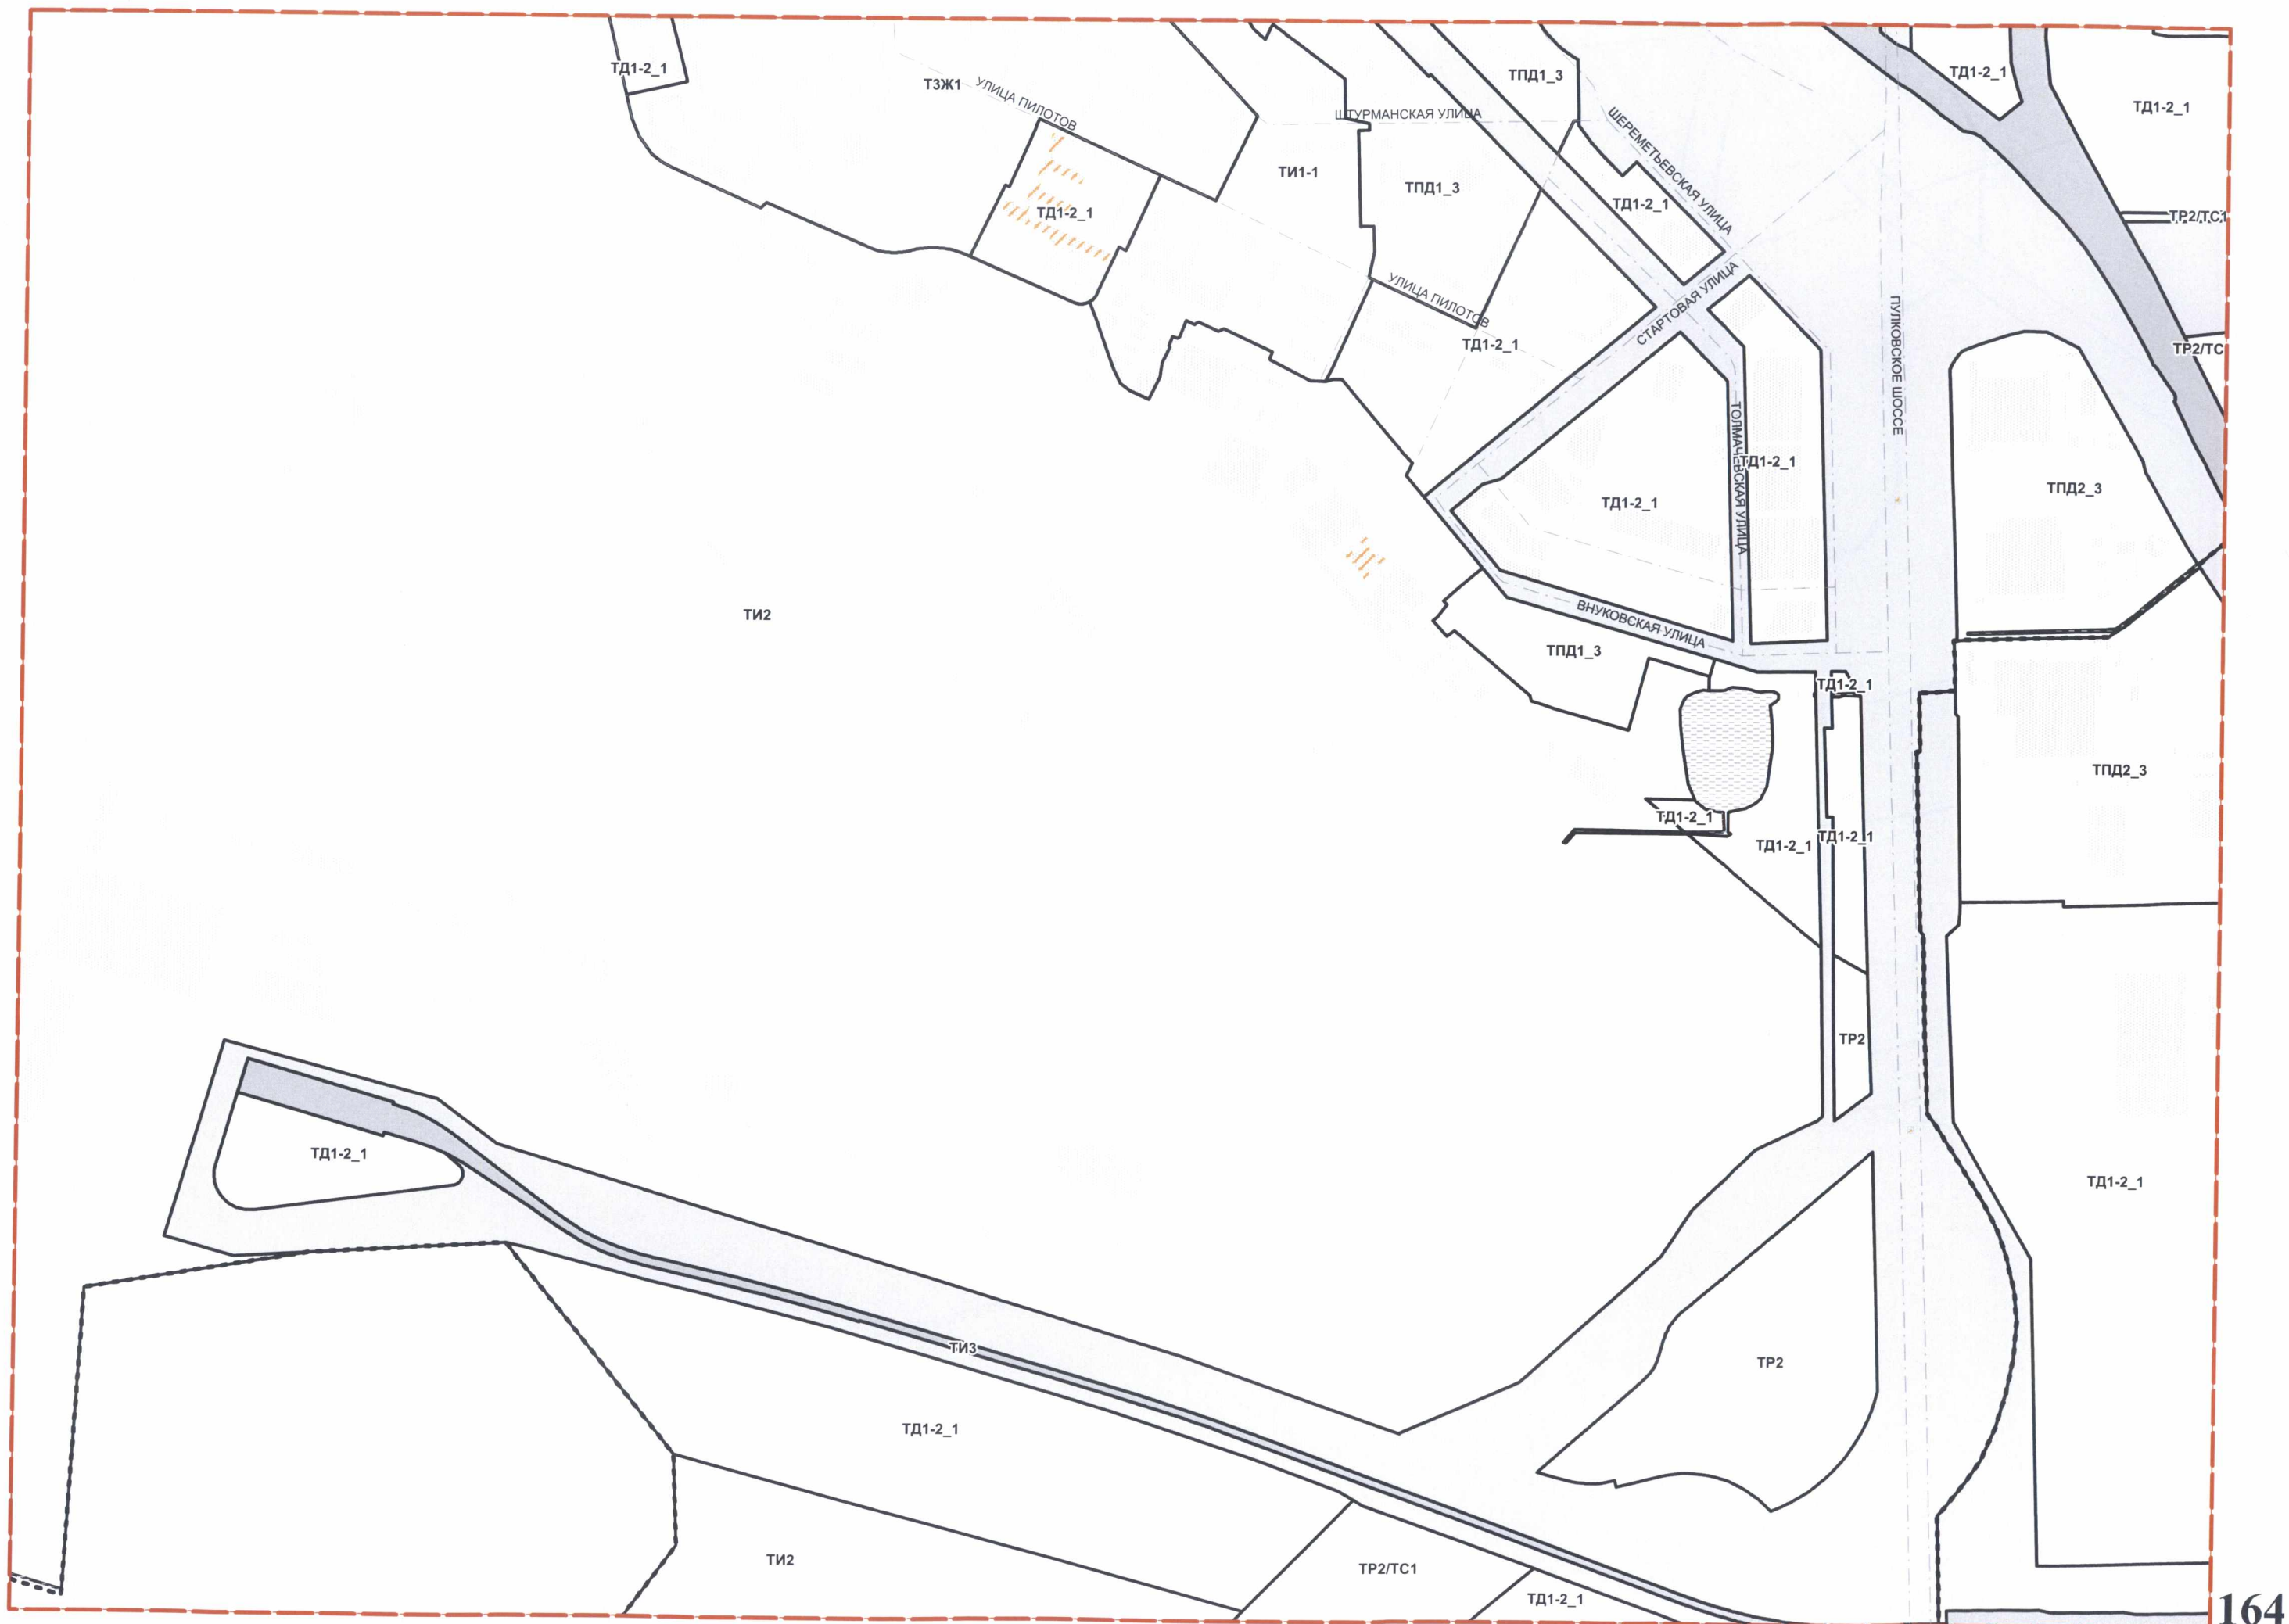 ТД1-2_1
ТЗЖ1
УЛИЦА ПИЛОТОВ
ТПД1_3
ТД1-2_1
ТД1-2_1
ШТУРМАНСКАЯ УЛИЦА
ШЕРЕМЕТЬЕВСКАЯ УЛИЦА
ТИ1-1
ТПД1_3
ТД1-2_1
ТД1-2_1
ТР2/ТС1
УЛИЦА ПИЛОТОВ
СТАРТОВАЯ УЛИЦА
ПУЛКОВСКОЕ ШОССЕ
ТД1-2_1
ТР2/ТС
ТОЛМАЧЕВСКАЯ УЛИЦА
ТД1-2_1
ТД1-2_1
ТПД2_3
ТИ2
ВНУКОВСКАЯ УЛИЦА
ТПД1_3
ТД1-2_1
ТПД2_3
ТД1-2_1
ТД1-2_1
ТД1-2_1
ТР2
ТД1-2_1
ТД1-2_1
ТИ3
ТР2
ТД1-2_1
ТИ2
ТР2/ТС1
ТД1-2_1
164